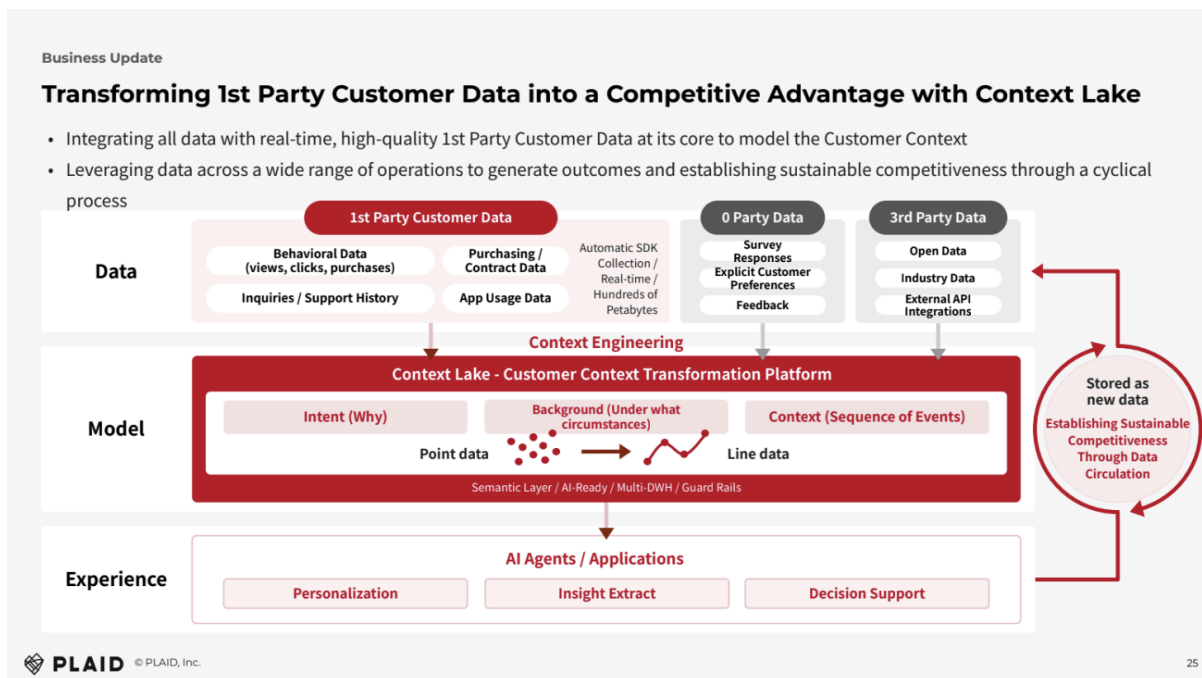 Business Update
Transforming 1st Party Customer Data into a Competitive Advantage with Context Lake
• Integrating all data with real-time, high-quality 1st Party Customer Data at its core to model the Customer Context
• Leveraging data across a wide range of operations to generate outcomes and establishing sustainable competitiveness through a cyclical
process
Data
1st Party Customer Data
Behavioral Data
(views, clicks, purchases)
Purchasing /
Contract Data
Inquiries / Support History
App Usage Data
Automatic SDK
Collection /
Real-time /
Hundreds of
Petabytes
0 Party Data
Survey
Responses
Explicit Customer
Preferences
Feedback
3rd Party Data
Open Data
Industry Data
External API
Integrations
Context Engineering
Model
Context Lake - Customer Context Transformation Platform
Intent (Why)
Background (Under what
circumstances)
Context (Sequence of Events)
Point data
Line data
Semantic Layer / AI-Ready / Multi-DWH / Guard Rails
Stored as
new data
Establishing Sustainable
Competitiveness
Through Data
Circulation
Experience
AI Agents / Applications
Personalization
Insight Extract
Decision Support
PLAID
© PLAID, Inc.
25